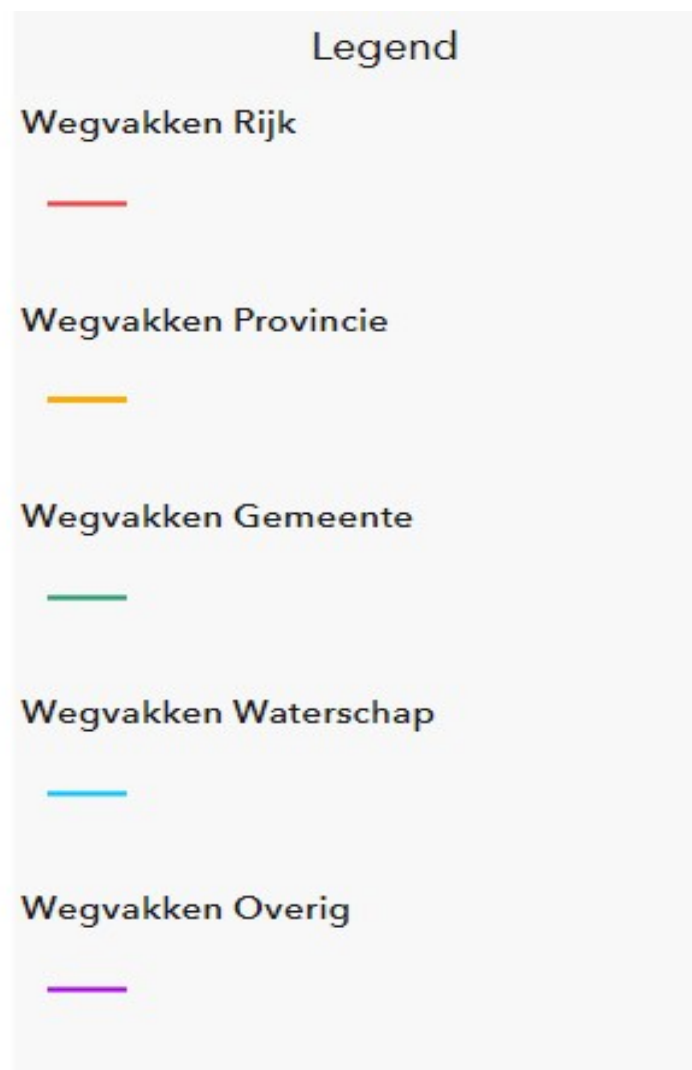 Legend
Wegvakken Rijk
Wegvakken Provincie
Wegvakken Gemeente
Wegvakken Waterschap
Wegvakken Overig